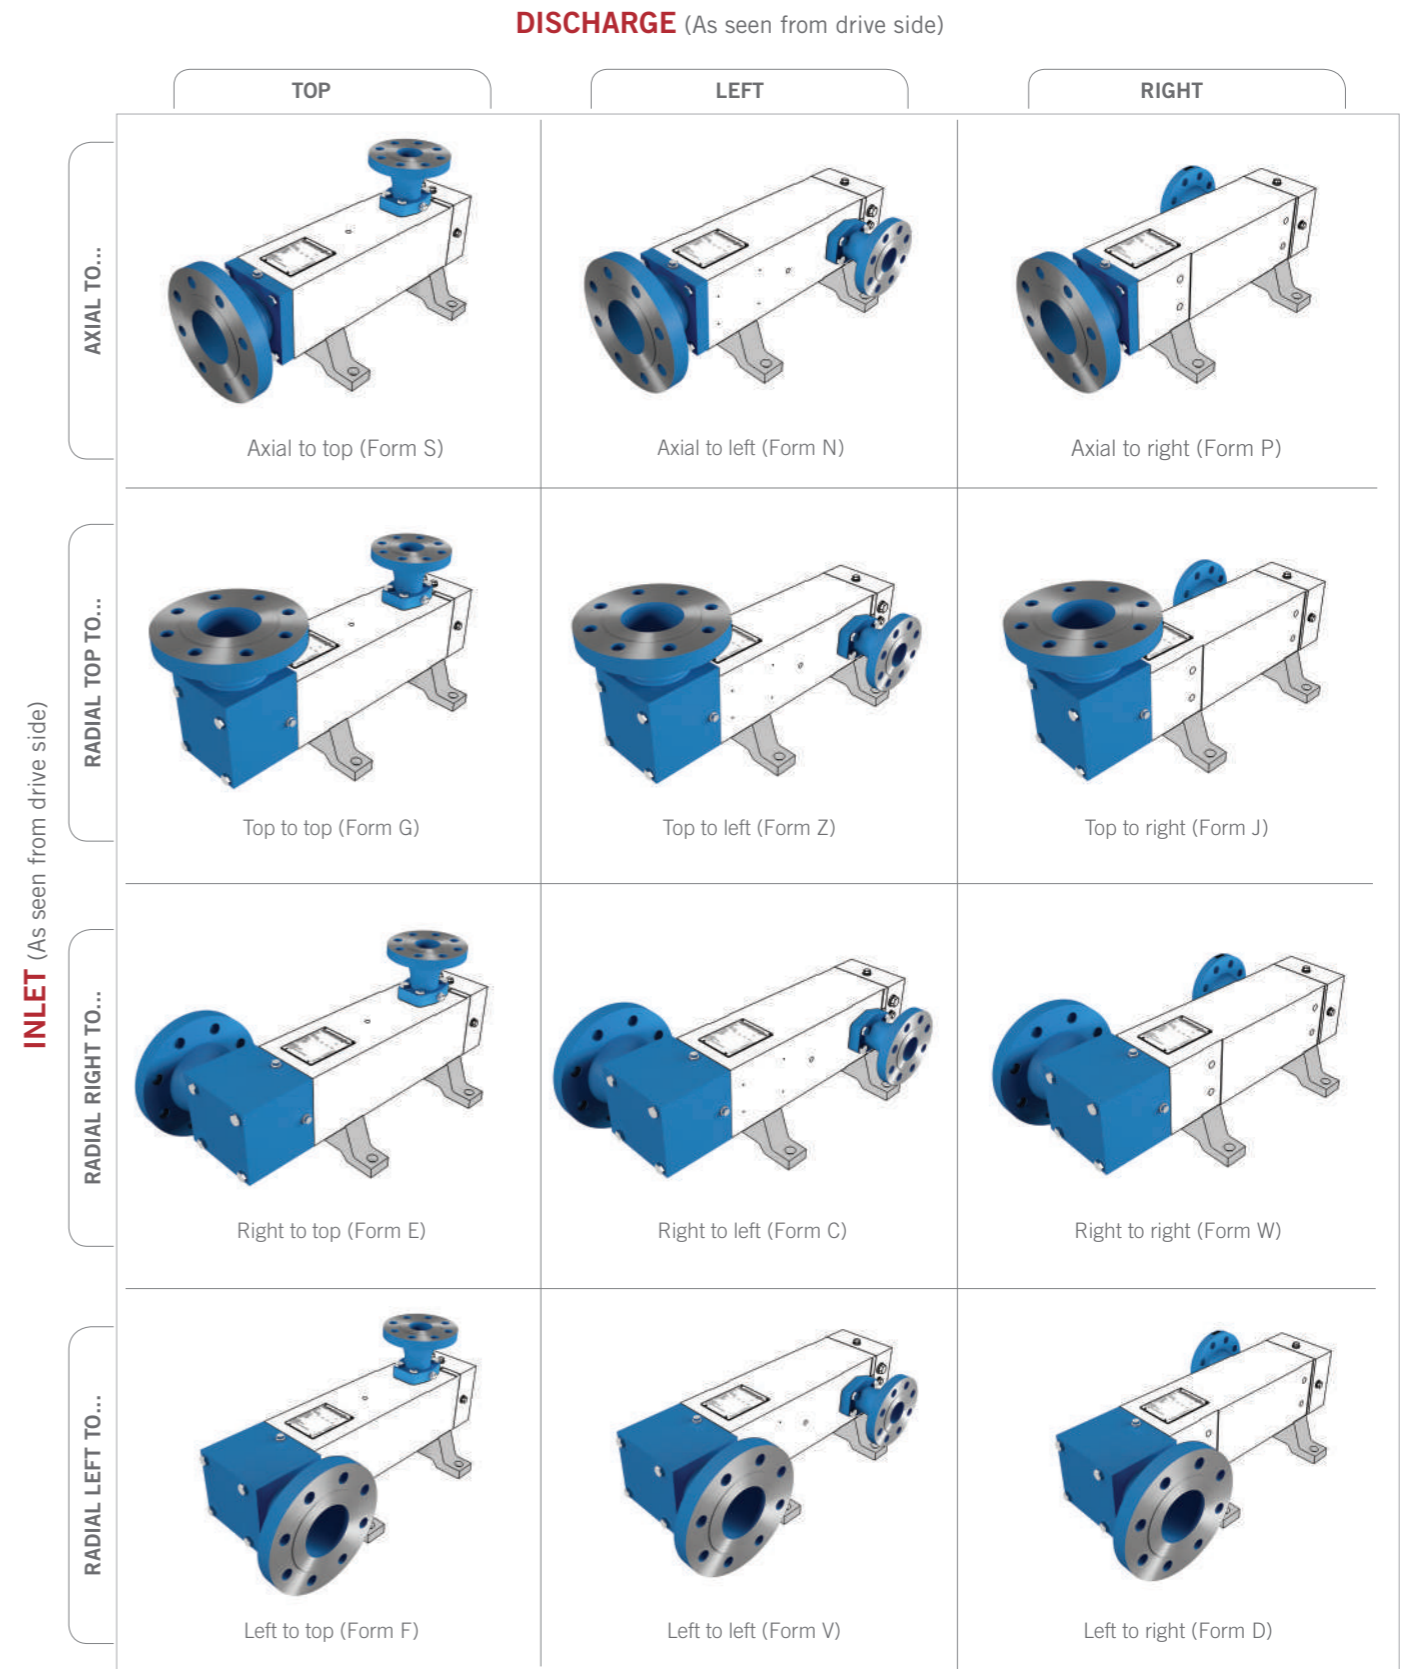 DISCHARGE (As seen from drive side)
TOP
LEFT
RIGHT
INLET (As seen from drive side)
AXIAL TO...
Axial to top (Form S)
Axial to left (Form N)
Axial to right (Form P)
RADIAL TOP TO...
Top to top (Form G)
Top to left (Form Z)
Top to right (Form J)
RADIAL RIGHT TO...
Right to top (Form E)
Right to left (Form C)
Right to right (Form W)
RADIAL LEFT TO...
Left to top (Form F)
Left to left (Form V)
Left to right (Form D)